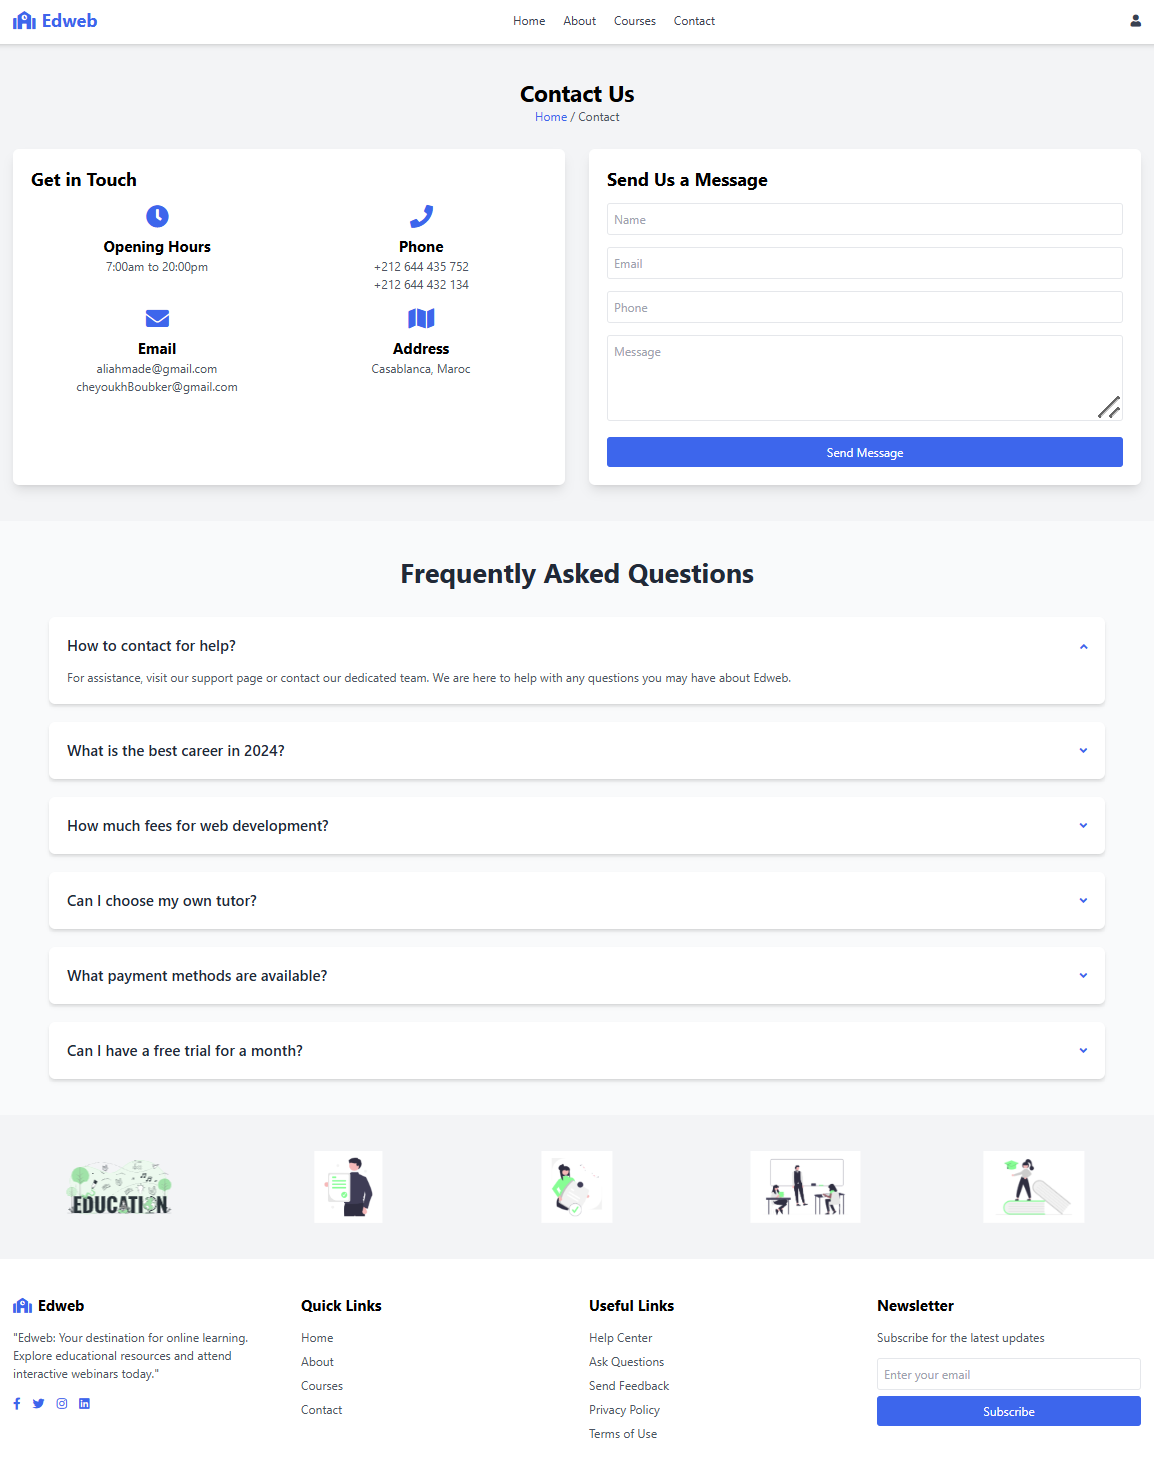 Edweb
Home About Courses Contact
Contact Us
Home / Contact
Get in Touch
Opening Hours
7:00am to 20:00pm
Phone
+212 644 435 752
+212 644 432 134
Email
aliahmade@gmail.com
cheyoukhBoubker@gmail.com
Address
Casablanca, Maroc
Send Us a Message
Name
Email
Phone
Message
Send Message
Frequently Asked Questions
How to contact for help?
For assistance, visit our support page or contact our dedicated team. We are here to help with any questions you may have about Edweb.
What is the best career in 2024?
How much fees for web development?
Can I choose my own tutor?
What payment methods are available?
Can I have a free trial for a month?
EDUCATION
Edweb
"Edweb: Your destination for online learning.
Explore educational resources and attend
interactive webinars today."
Quick Links
Home
About
Courses
Contact
Useful Links
Help Center
Ask Questions
Send Feedback
Privacy Policy
Terms of Use
Newsletter
Subscribe for the latest updates
Enter your email
Subscribe